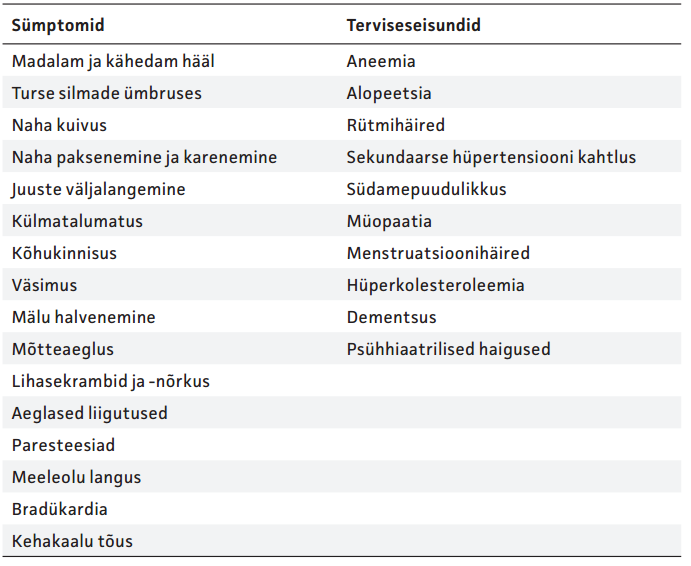 Sümptomid Terviseseisundid
Madalam ja kähedam hääl Aneemia
Turse silmade ümbruses Alopeetsia
Naha kuivus Rütmihäired
Naha paksenemine ja karenemine Sekundaarse hüpertensiooni kahtlus
Juuste väljalangemine Südamepuudulikkus
Külmatalumatus Müopaatia
Kõhukinnisus Menstruatsioonihäired
Väsimus Hüperkolesteroleemia
Mälu halvenemine Dementsus
Mõtteaeglus Psühhiaatrilised haigused
Lihasekrambid ja -nõrkus
Aeglased liigutused
Paresteesiad
Meeleolu langus
Bradükardia
Kehakaalu tõus